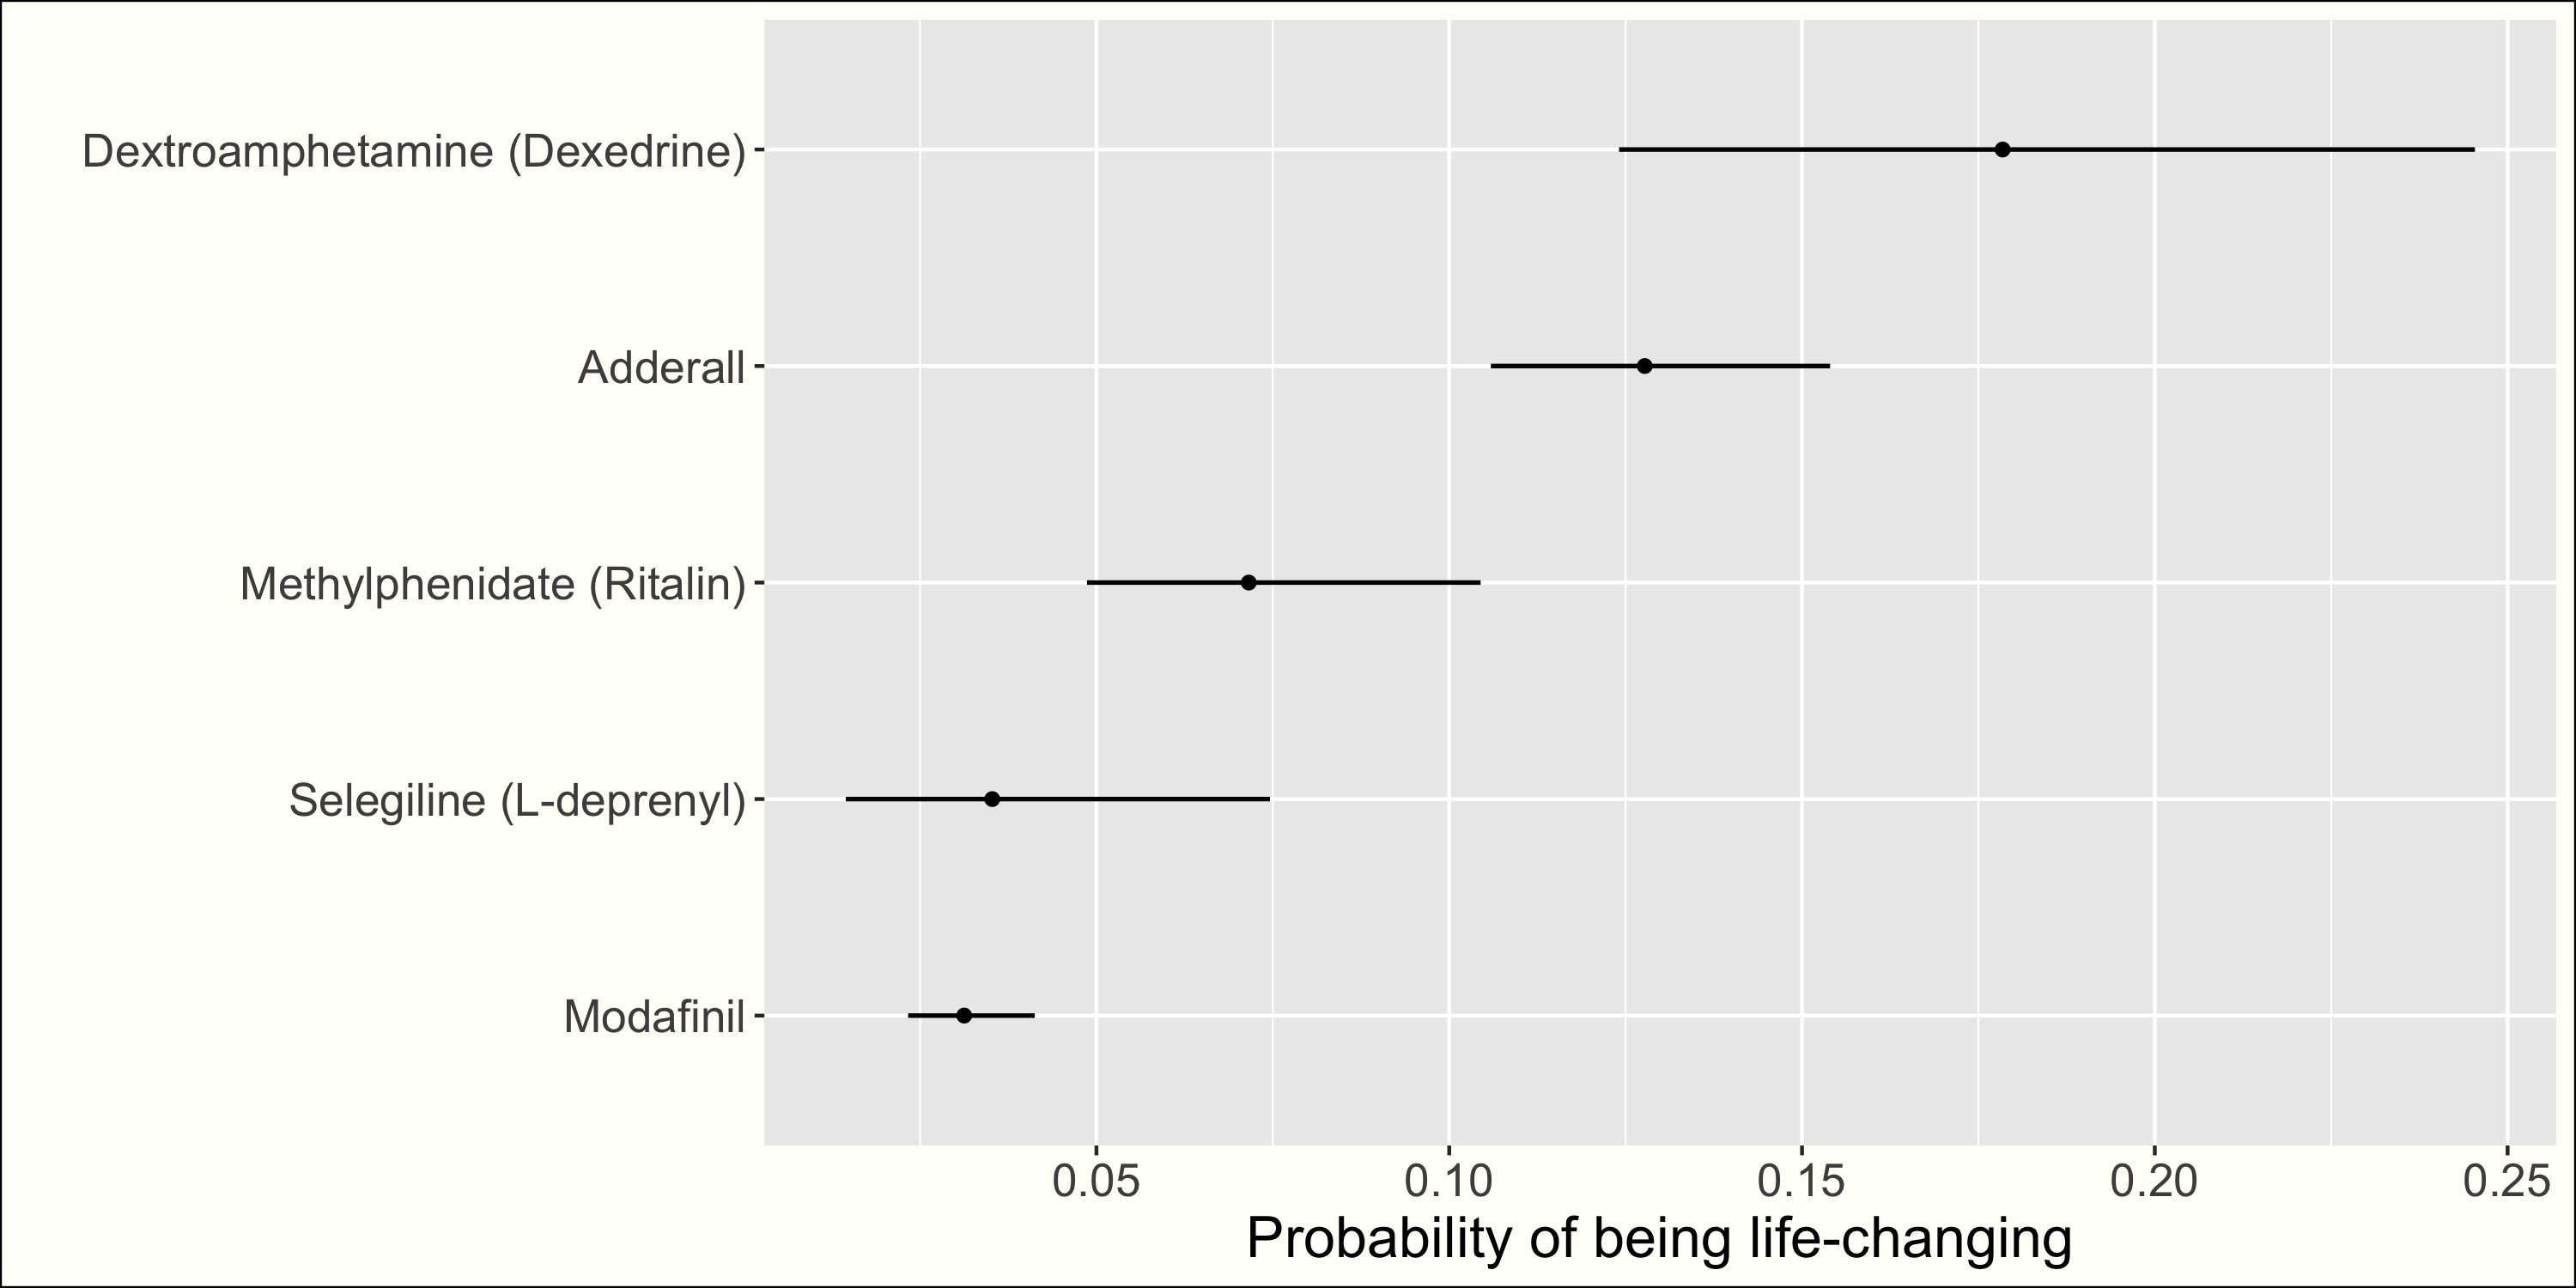 Dextroamphetamine (Dexedrine)
Adderall
Methylphenidate (Ritalin)
Selegiline (L-deprenyl)
Modafinil
0.05 0.10 0.15 0.20 0.25
Probability of being life-changing